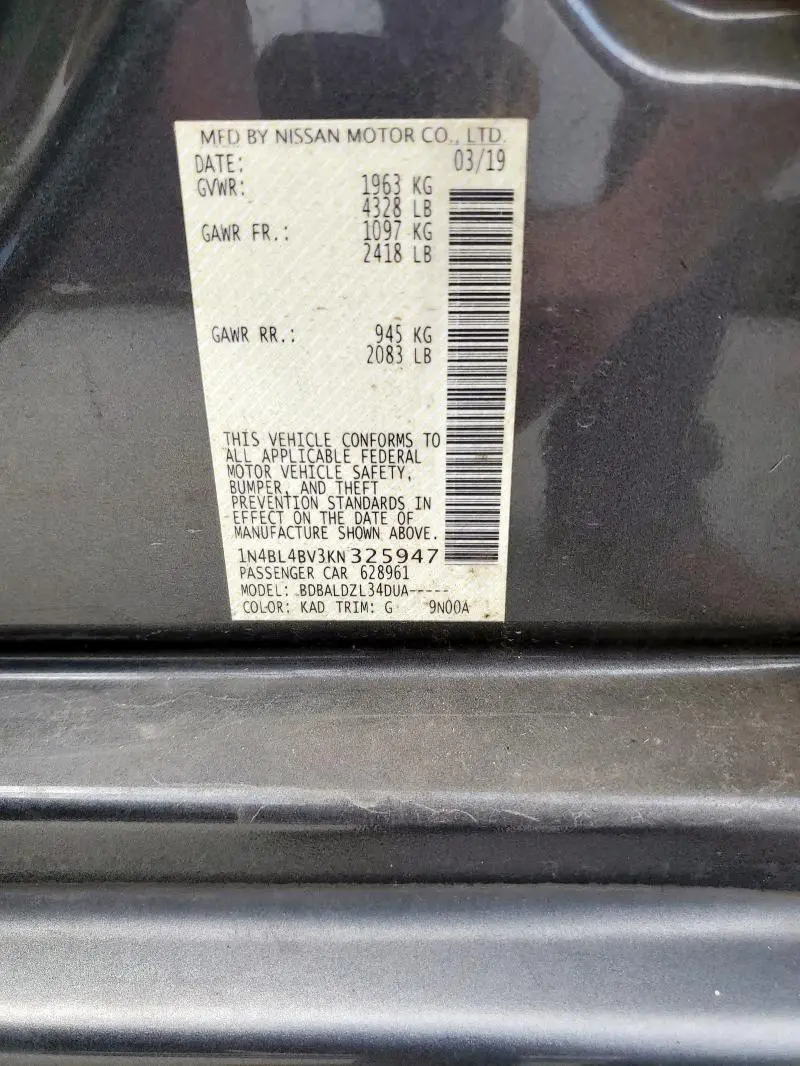 MFD BY NISSAN MOTOR CO., LTD.
DATE: 03/19
GVWR: 1963 KG
4328 LB
GAWR FR.: 1097 KG
2418 LB
GAWR RR.: 945 KG
2083 LB
THIS VEHICLE CONFORMS TO
ALL APPLICABLE FEDERAL
MOTOR VEHICLE SAFETY,
BUMPER, AND THEFT
PREVENTION STANDARDS IN
EFFECT ON THE DATE OF
MANUFACTURE SHOWN ABOVE.
1N4BL4BV3KN325947
PASSENGER CAR 628961
MODEL: BDBALDZL34DUA-----
COLOR: KAD TRIM: G 9N00A